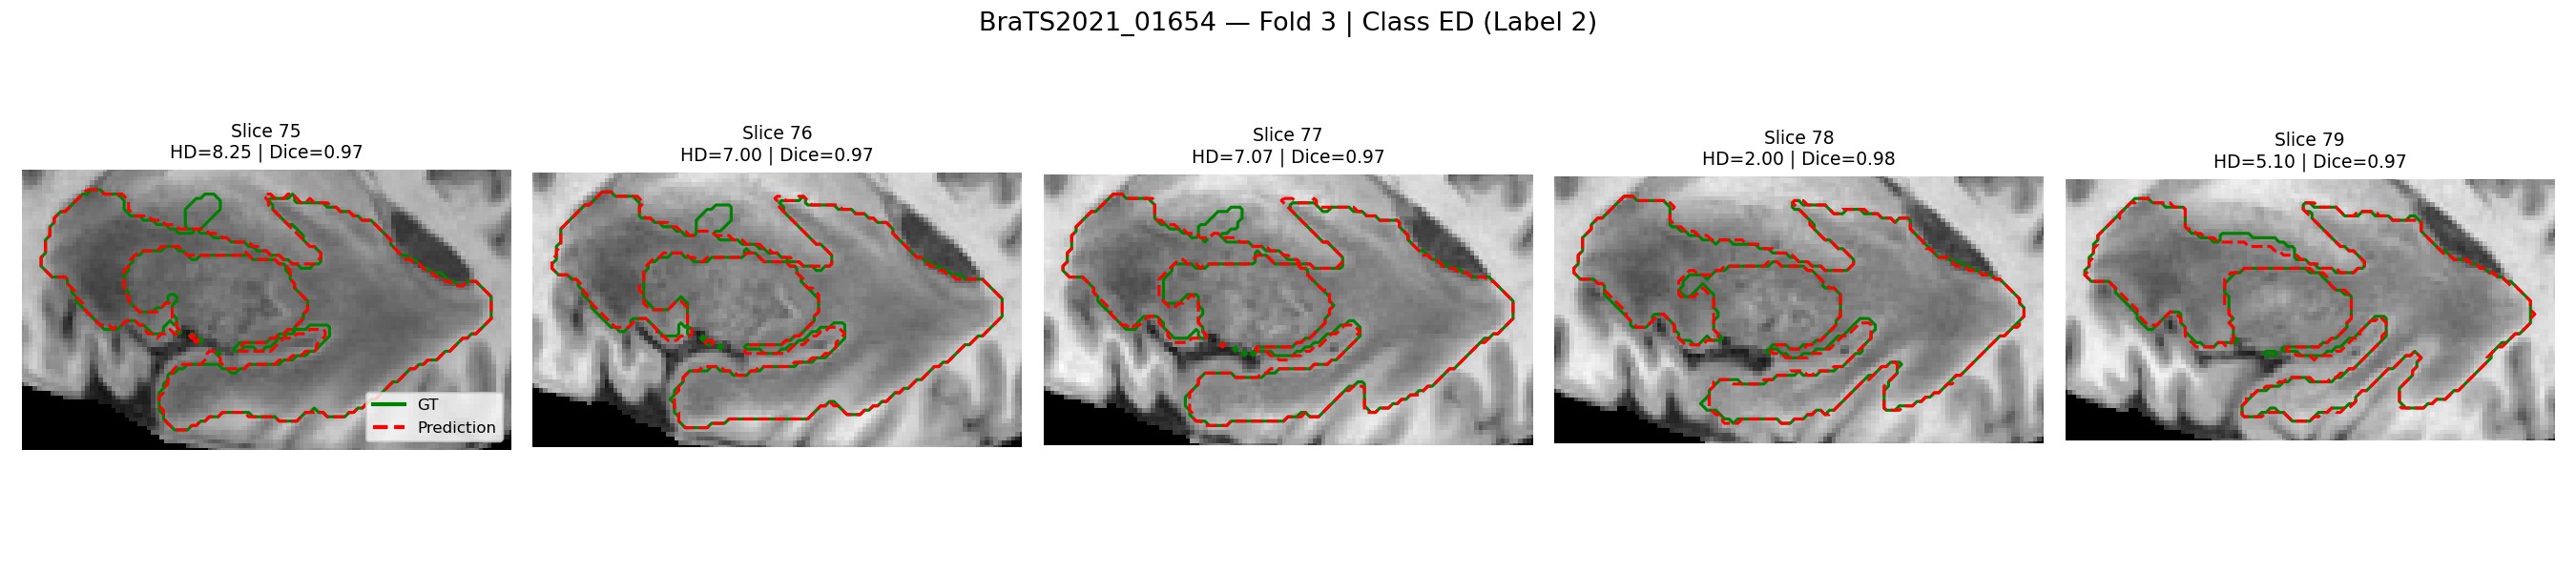 BraTS2021_01654 — Fold 3 | Class ED (Label 2)
Slice 75
HD=8.25 | Dice=0.97
Slice 76
HD=7.00 | Dice=0.97
Slice 77
HD=7.07 | Dice=0.97
Slice 78
HD=2.00 | Dice=0.98
Slice 79
HD=5.10 | Dice=0.97
GT
Prediction